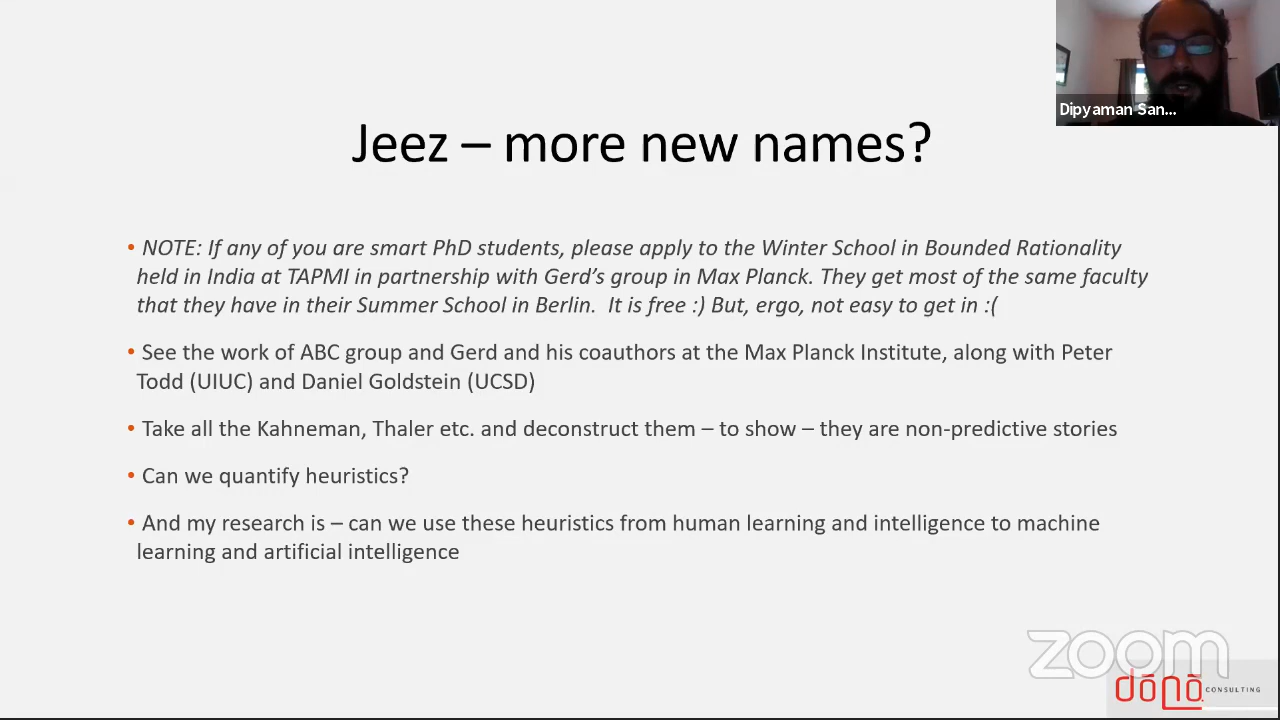 Dipyaman San...
Jeez – more new names?
• NOTE: If any of you are smart PhD students, please apply to the Winter School in Bounded Rationality
held in India at TAPMI in partnership with Gerd’s group in Max Planck. They get most of the same faculty
that they have in their Summer School in Berlin.  It is free :) But, ergo, not easy to get in :(
• See the work of ABC group and Gerd and his coauthors at the Max Planck Institute, along with Peter
Todd (UIUC) and Daniel Goldstein (UCSD)
• Take all the Kahneman, Thaler etc. and deconstruct them – to show – they are non-predictive stories
• Can we quantify heuristics?
• And my research is – can we use these heuristics from human learning and intelligence to machine
learning and artificial intelligence
zoom
dānā CONSULTING